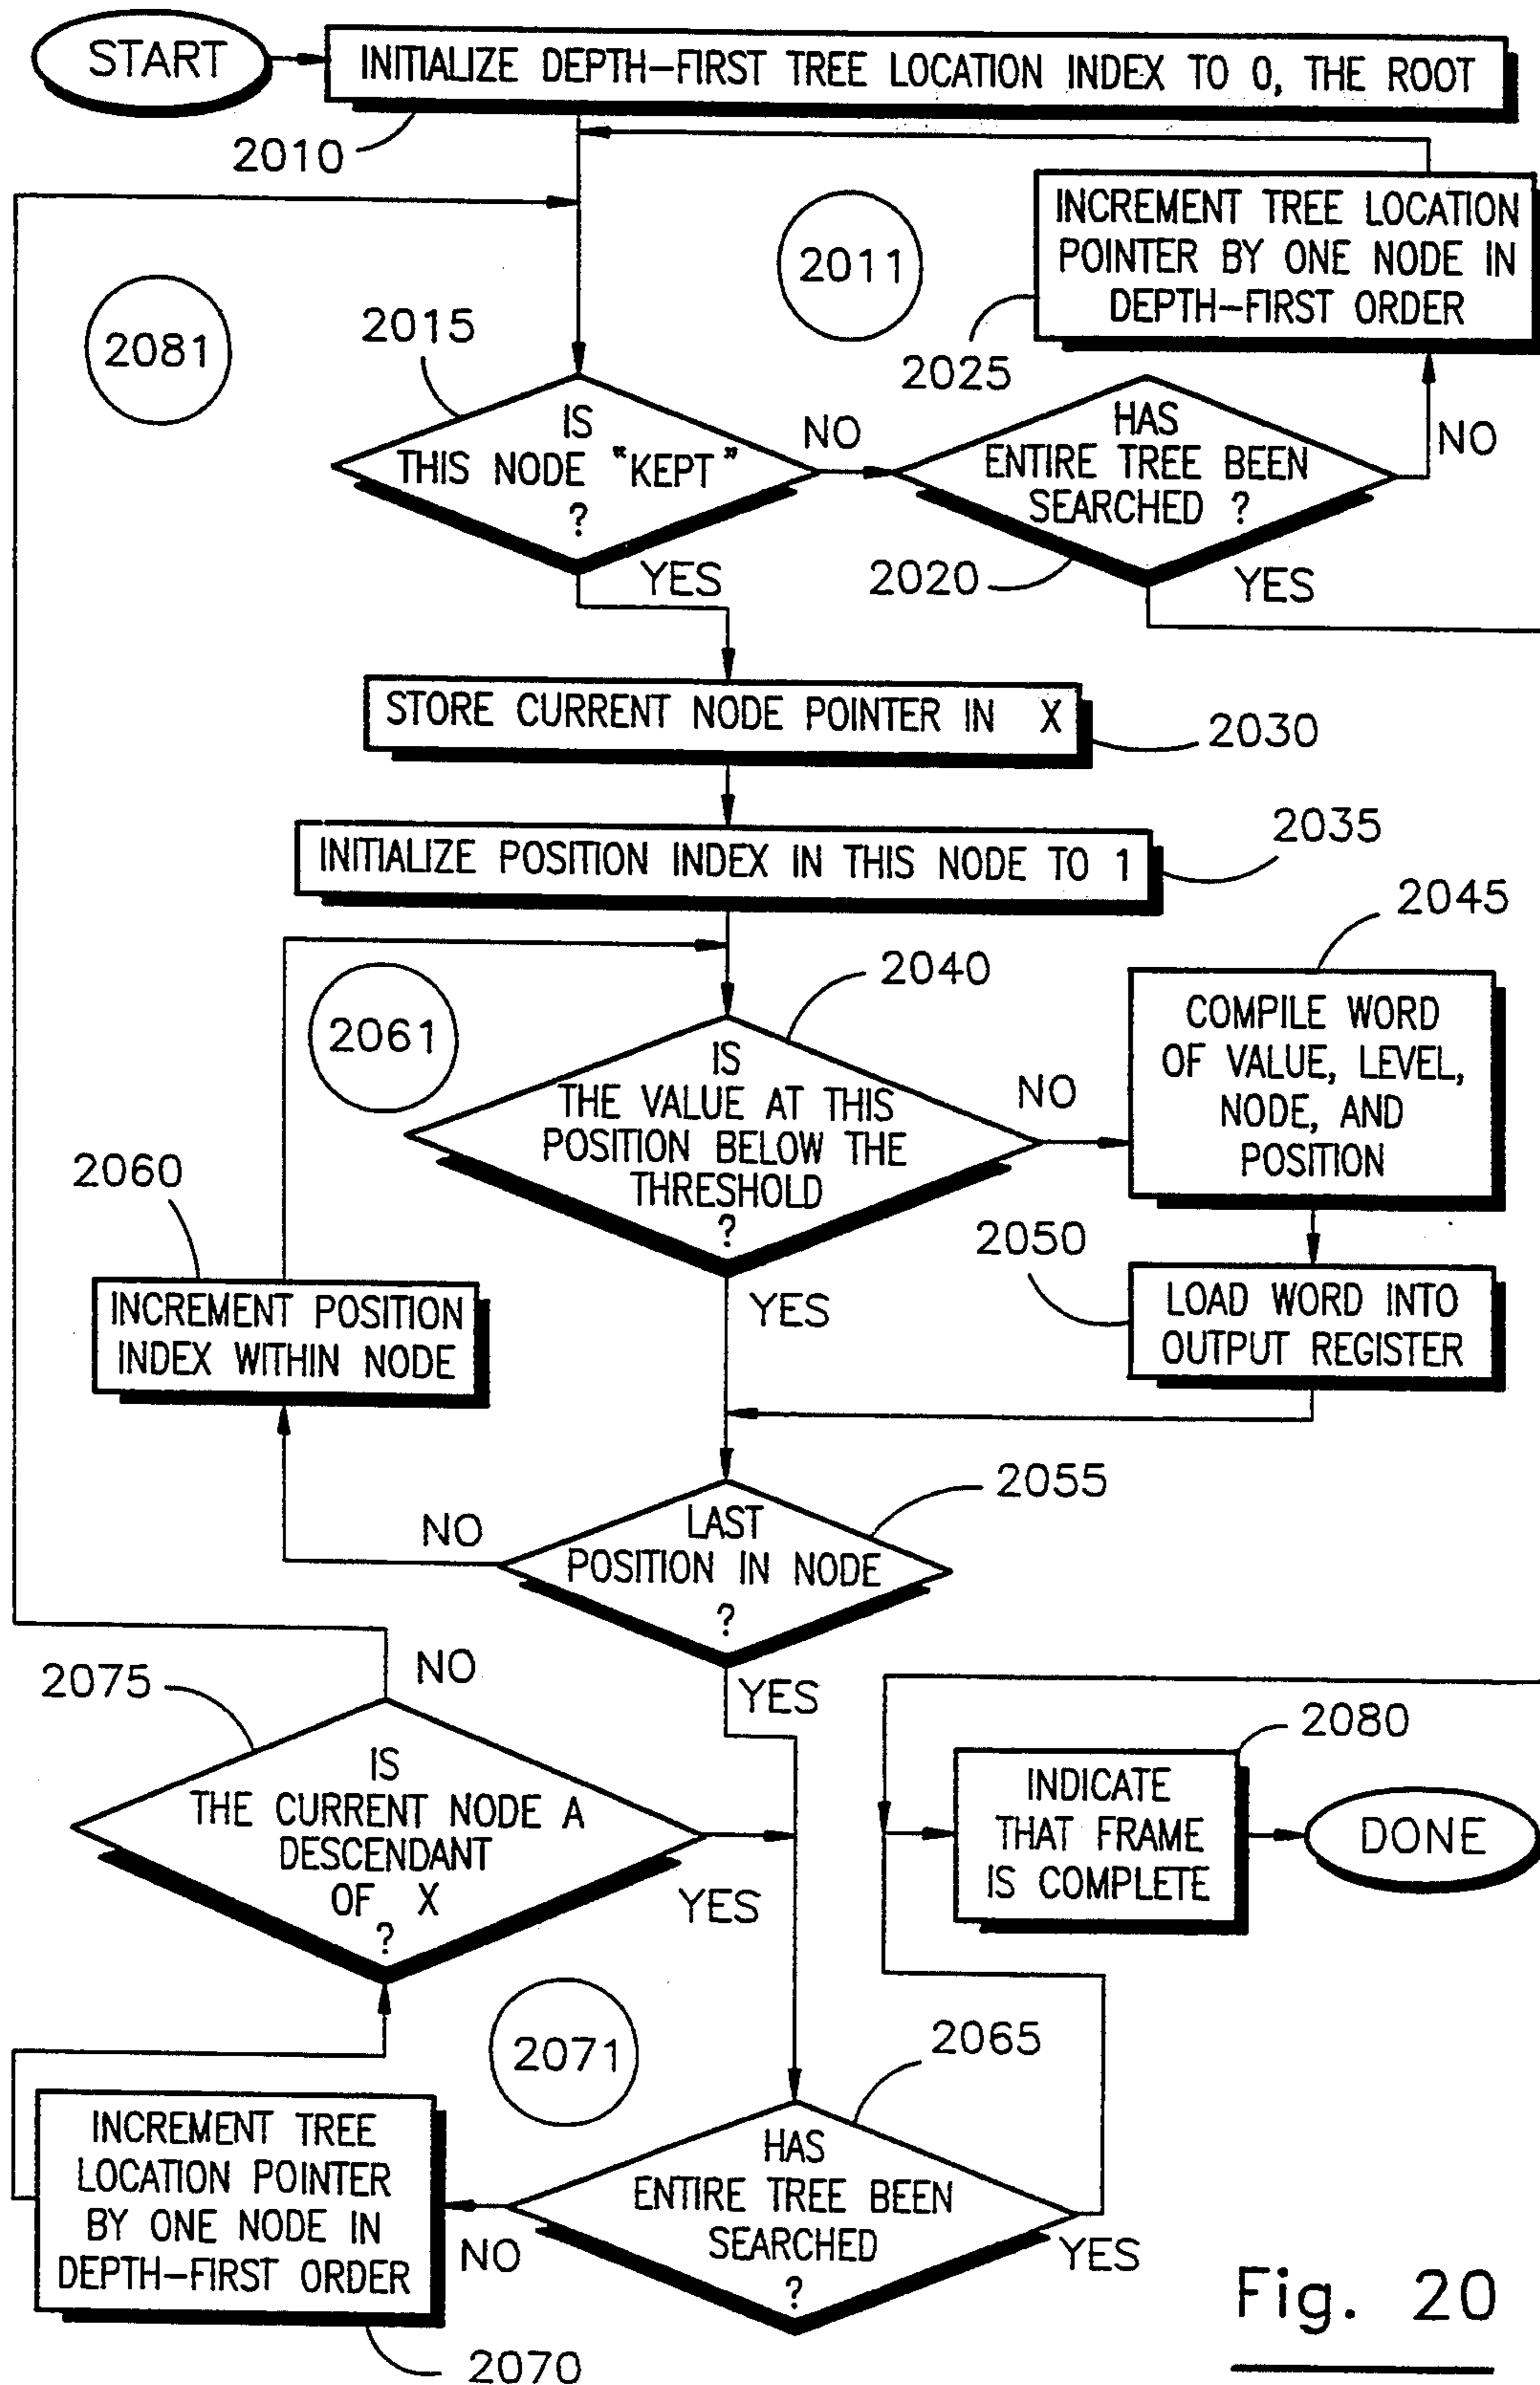 START
INITIALIZE DEPTH-FIRST TREE LOCATION INDEX TO 0, THE ROOT
2010
INCREMENT TREE LOCATION
POINTER BY ONE NODE IN
DEPTH-FIRST ORDER
2011
2025
2081
2015
IS
THIS NODE "KEPT"
?
NO
HAS
ENTIRE TREE BEEN
SEARCHED ?
NO
2020
YES
YES
STORE CURRENT NODE POINTER IN X
2030
INITIALIZE POSITION INDEX IN THIS NODE TO 1
2035
2045
2040
2061
IS
THE VALUE AT THIS
POSITION BELOW THE
THRESHOLD
?
NO
COMPILE WORD
OF VALUE, LEVEL,
NODE, AND
POSITION
2060
2050
INCREMENT POSITION
INDEX WITHIN NODE
YES
LOAD WORD INTO
OUTPUT REGISTER
2055
NO
LAST
POSITION IN NODE
?
2075
NO
YES
2080
IS
THE CURRENT NODE A
DESCENDANT
OF X
?
YES
INDICATE
THAT FRAME
IS COMPLETE
DONE
2071
2065
INCREMENT TREE
LOCATION POINTER
BY ONE NODE IN
DEPTH-FIRST ORDER
NO
HAS
ENTIRE TREE BEEN
SEARCHED
?
YES
2070
Fig. 20